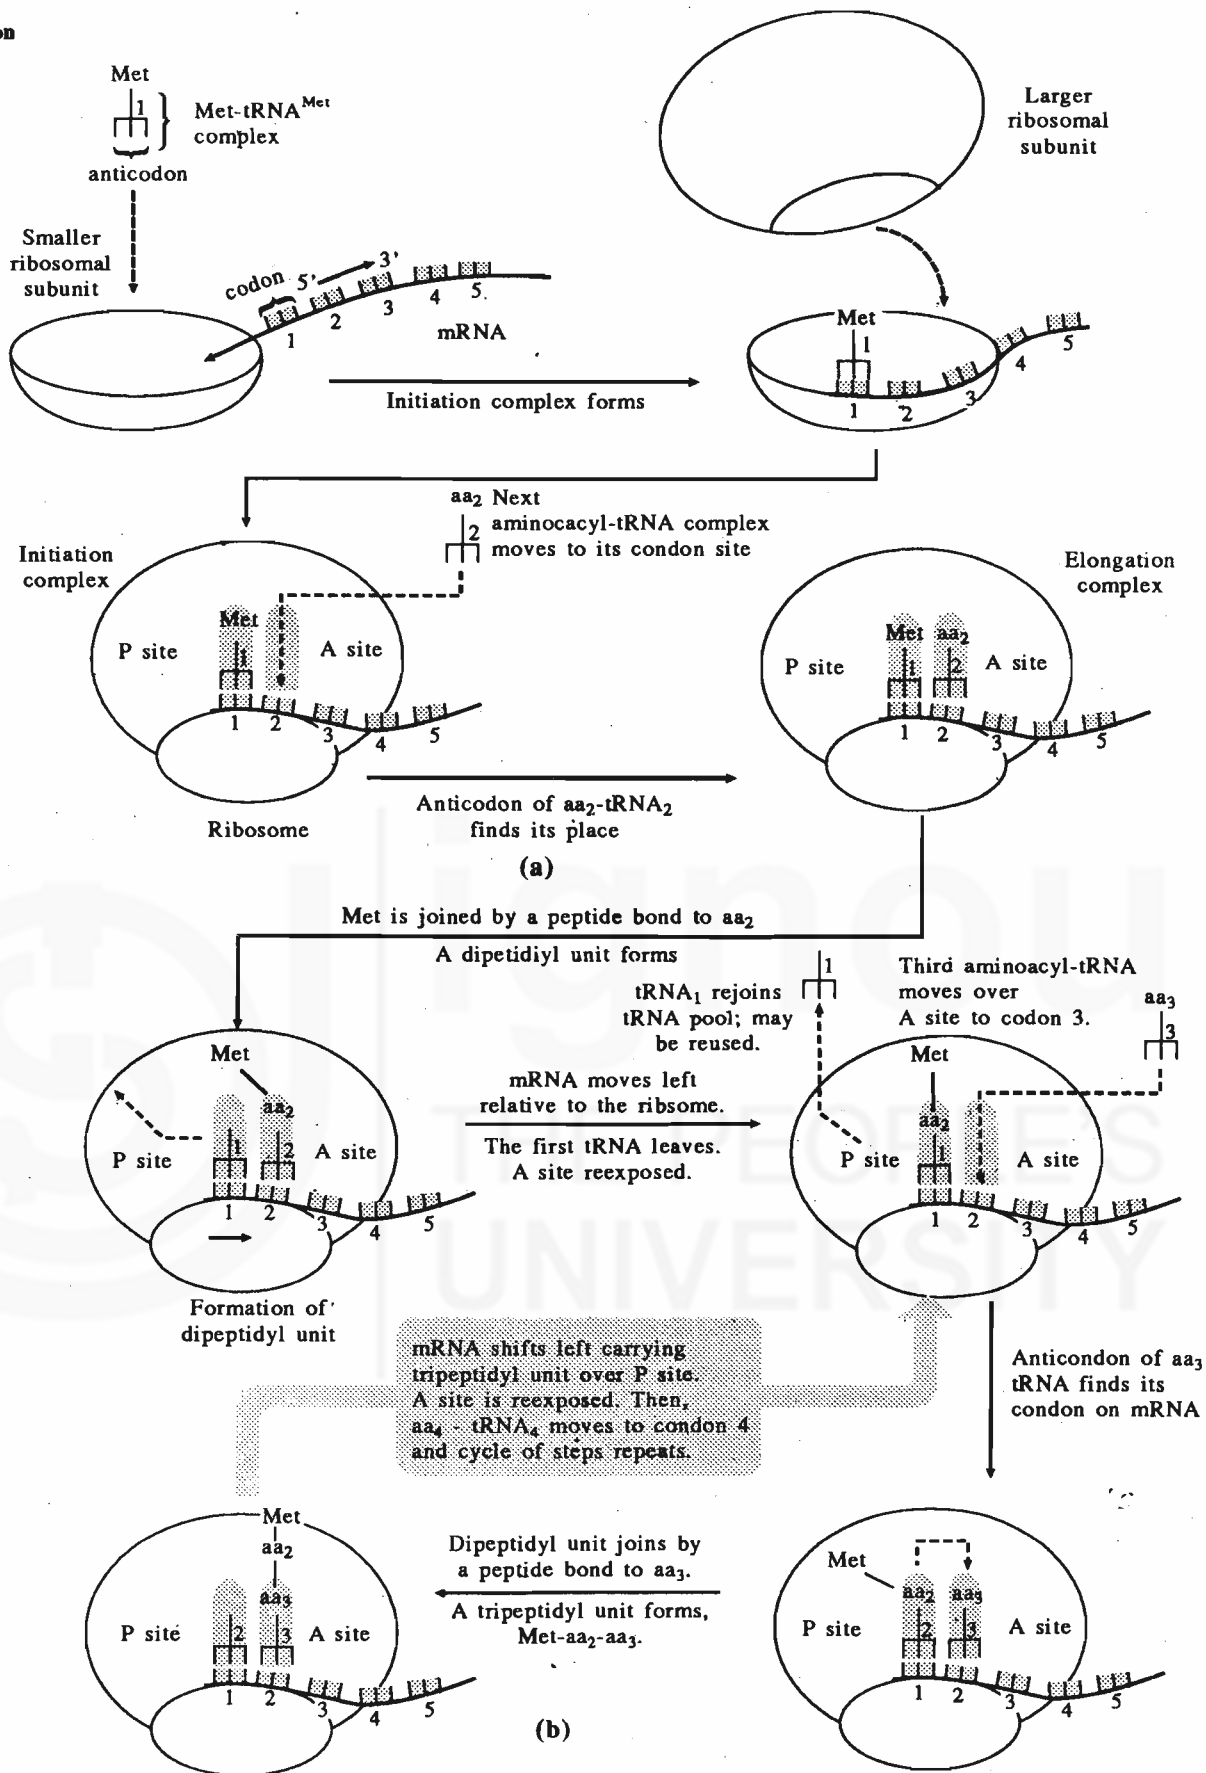 on
Met
1
Met-tRNA^Met
complex
anticodon
Smaller
ribosomal
subunit
codon
5' 3'
1 2 3 4 5
mRNA
Initiation complex forms
Larger
ribosomal
subunit
Met
1
1 2 3 4 5
aa₂ Next
2 aminocacyl-tRNA complex
moves to its condon site
Initiation
complex
Met
1
P site
A site
1 2 3 4 5
Ribosome
Anticodon of aa₂-tRNA₂
finds its place
Elongation
complex
Met aa₂
1 2
P site
A site
1 2 3 4 5
(a)
Met is joined by a peptide bond to aa₂
A dipetidiyl unit forms
Met
aa₂
1 2
P site
A site
1 2 3 4 5
Formation of
dipeptidyl unit
mRNA moves left
relative to the ribsome.
The first tRNA leaves.
A site reexposed.
1
tRNA₁ rejoins
tRNA pool; may
be reused.
Third aminoacyl-tRNA
moves over
A site to codon 3.
aa₃
3
Met
aa₂
1
P site
A site
1 2 3 4 5
mRNA shifts left carrying
tripeptidyl unit over P site.
A site is reexposed. Then,
aa₄ - tRNA₄ moves to condon 4
and cycle of steps repeats.
Anticondon of aa₃
tRNA finds its
condon on mRNA
Met
aa₂ aa₃
2 3
P site
A site
1 2 3 4 5
Dipeptidyl unit joins by
a peptide bond to aa₃.
A tripeptidyl unit forms,
Met-aa₂-aa₃.
Met
aa₂
aa₃
2 3
P site
A site
1 2 3 4 5
(b)
ignou
THE PEOPLE'S
UNIVERSITY